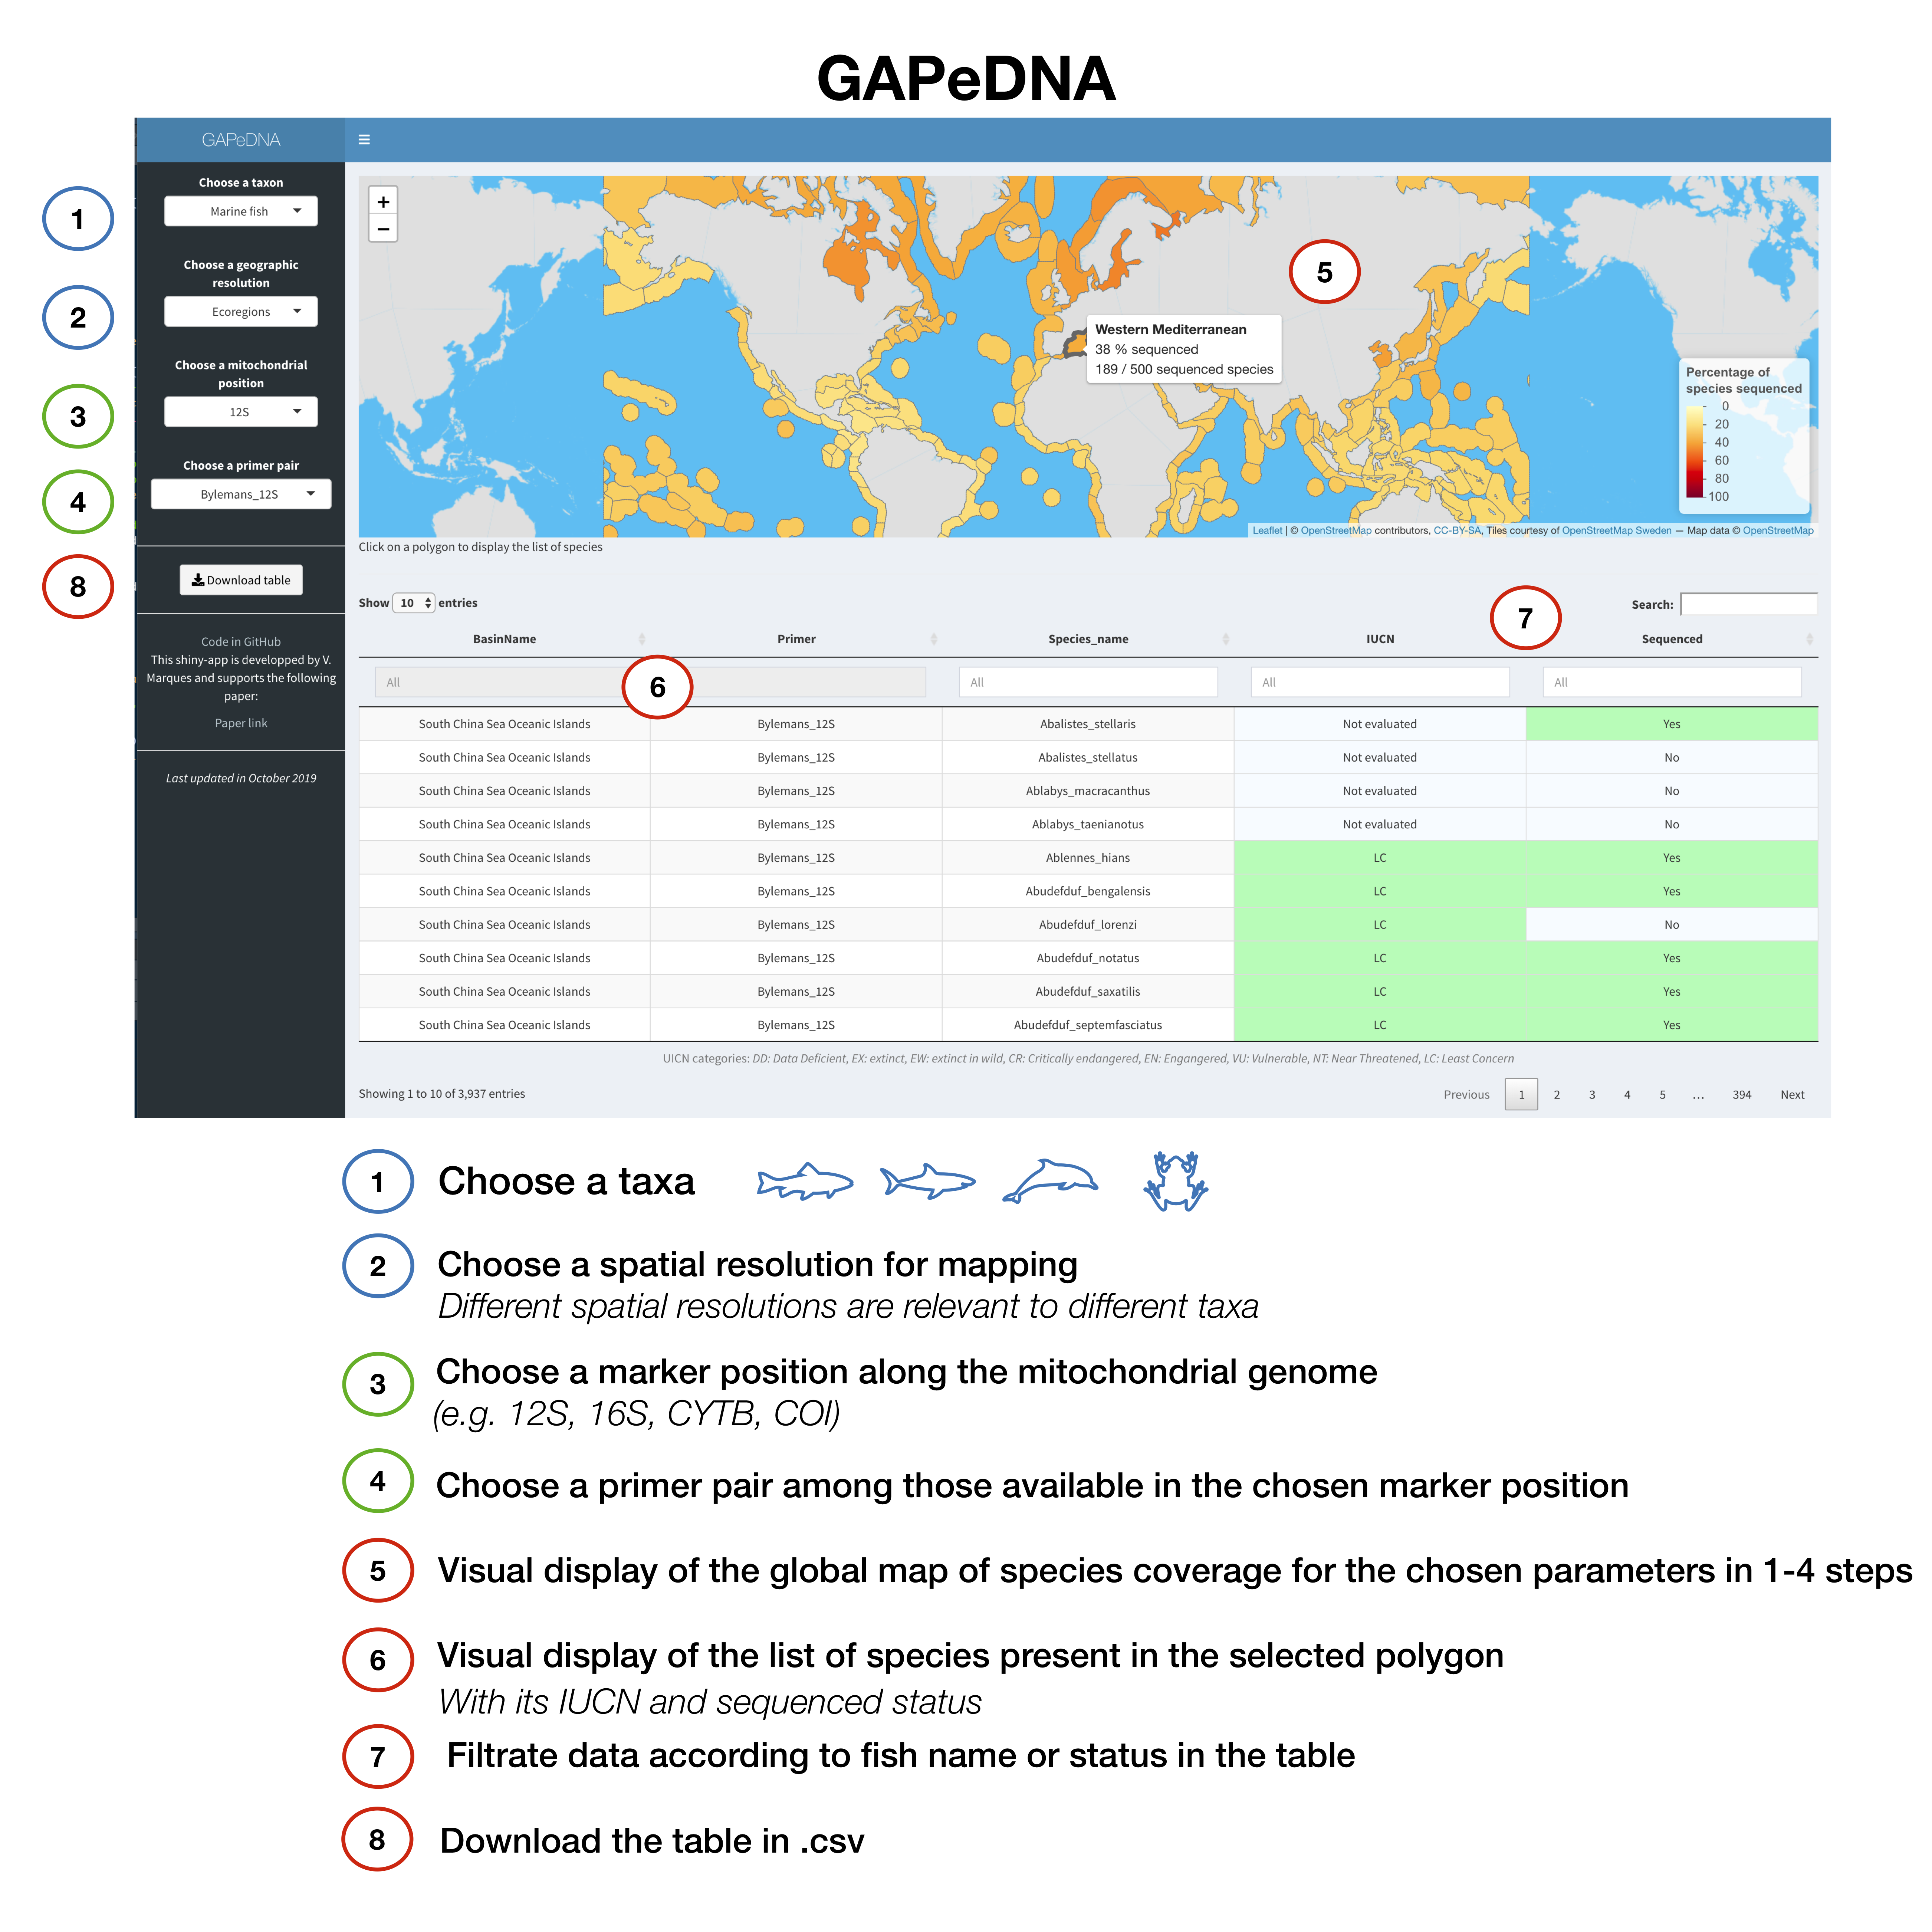 GAPeDNA
GAPeDNA
Choose a taxon
Marine fish
1
Choose a geographic
resolution
Ecoregions
2
Choose a mitochondrial
position
12S
3
Choose a primer pair
Bylemans_12S
4
8
Download table
Code in GitHub
This shiny-app is developped by V.
Marques and supports the following
paper:
Paper link
Last updated in October 2019
+
−
5
Western Mediterranean
38 % sequenced
189 / 500 sequenced species
Percentage of
species sequenced
0
20
40
60
80
100
Leaflet | © OpenStreetMap contributors, CC-BY-SA, Tiles courtesy of OpenStreetMap Sweden — Map data © OpenStreetMap
Click on a polygon to display the list of species
Show 10 entries
7
Search:
BasinName Primer Species_name IUCN Sequenced
All All All All
6
South China Sea Oceanic Islands Bylemans_12S Abalistes_stellaris Not evaluated Yes
South China Sea Oceanic Islands Bylemans_12S Abalistes_stellatus Not evaluated No
South China Sea Oceanic Islands Bylemans_12S Ablabys_macracanthus Not evaluated No
South China Sea Oceanic Islands Bylemans_12S Ablabys_taenianotus Not evaluated No
South China Sea Oceanic Islands Bylemans_12S Ablennes_hians LC Yes
South China Sea Oceanic Islands Bylemans_12S Abudefduf_bengalensis LC Yes
South China Sea Oceanic Islands Bylemans_12S Abudefduf_lorenzi LC No
South China Sea Oceanic Islands Bylemans_12S Abudefduf_notatus LC Yes
South China Sea Oceanic Islands Bylemans_12S Abudefduf_saxatilis LC Yes
South China Sea Oceanic Islands Bylemans_12S Abudefduf_septemfasciatus LC Yes
UICN categories: DD: Data Deficient, EX: extinct, EW: extinct in wild, CR: Critically endangered, EN: Engangered, VU: Vulnerable, NT: Near Threatened, LC: Least Concern
Showing 1 to 10 of 3,937 entries
Previous 1 2 3 4 5 … 394 Next
1 Choose a taxa
2 Choose a spatial resolution for mapping
Different spatial resolutions are relevant to different taxa
3 Choose a marker position along the mitochondrial genome
(e.g. 12S, 16S, CYTB, COI)
4 Choose a primer pair among those available in the chosen marker position
5 Visual display of the global map of species coverage for the chosen parameters in 1-4 steps
6 Visual display of the list of species present in the selected polygon
With its IUCN and sequenced status
7 Filtrate data according to fish name or status in the table
8 Download the table in .csv